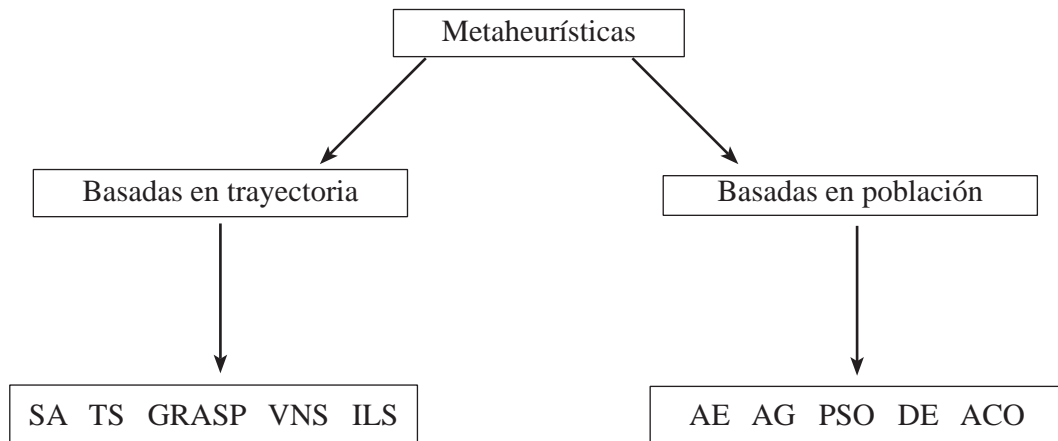 Metaheurísticas
Basadas en trayectoria
Basadas en población
SA TS GRASP VNS ILS
AE AG PSO DE ACO